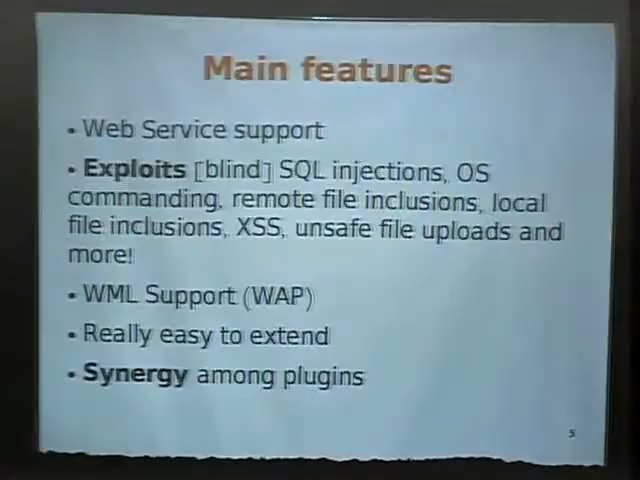 Main features
• Web Service support
• Exploits [blind] SQL injections, OS
commanding, remote file inclusions, local
file inclusions, XSS, unsafe file uploads and
more!
• WML Support (WAP)
• Really easy to extend
• Synergy among plugins
5